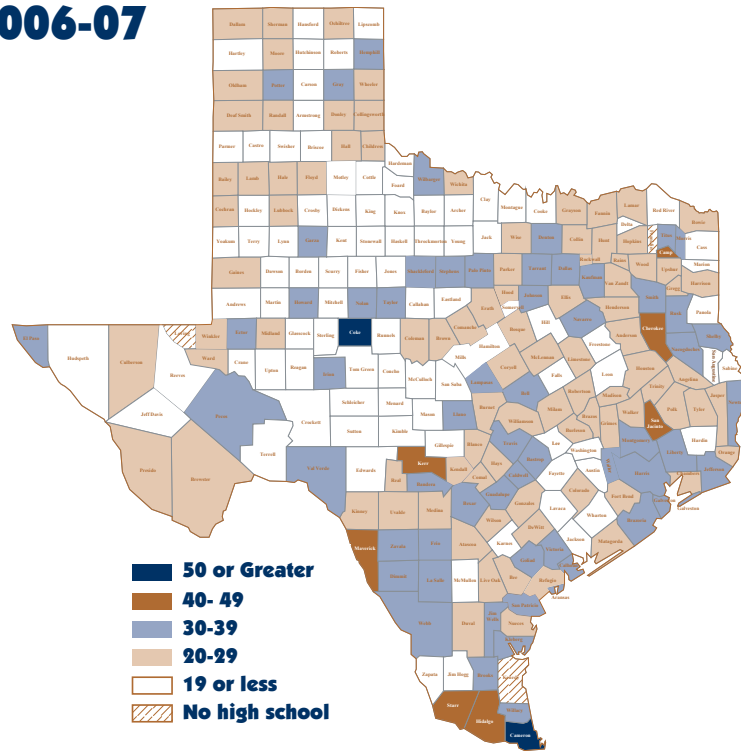 006-07
Dallam Sherman Hansford Ochiltree Lipscomb
Hartley Moore Hutchinson Roberts Hemphill
Oldham Potter Carson Gray Wheeler
Deaf Smith Randall Armstrong Donley Collingsworth
Parmer Castro Swisher Briscoe Hall Childress
Hardeman
Bailey Lamb Hale Floyd Motley Cottle Foard Wilbarger Wichita
Clay Montague Cooke Grayson Fannin Lamar Red River Bowie
Delta
Cochran Hockley Lubbock Crosby Dickens King Knox Baylor Archer
Jack Wise Denton Collin Hunt Hopkins Titus Morris Cass
Camp Marion
Yoakum Terry Lynn Garza Kent Stonewall Haskell Throckmorton Young
Rockwall Rains Wood Upshur
Gaines Dawson Borden Scurry Fisher Jones Shackelford Stephens Palo Pinto Parker Tarrant Dallas Kaufman Van Zandt Gregg Harrison
Andrews Martin Howard Mitchell Nolan Taylor Callahan Eastland Erath Hood Somervell Johnson Ellis Henderson Smith Rusk Panola
El Paso Hudspeth Culberson Winkler Ector Midland Glasscock Sterling Coke Runnels Coleman Brown Comanche Bosque Hill Navarro Anderson Cherokee Shelby
Hamilton Freestone Nacogdoches San Augustine Sabine
Ward Crane Upton Reagan Irion Tom Green Concho McCulloch San Saba Mills Lampasas Coryell McLennan Limestone Falls Leon Houston Angelina
Reeves Jeff Davis Pecos Crockett Schleicher Menard Mason Llano Burnet Bell Milam Robertson Madison Trinity Polk Tyler Jasper
Sutton Kimble Gillespie Blanco Williamson Travis Lee Burleson Brazos Grimes Walker San Jacinto Hardin
Presidio Brewster Terrell Val Verde Edwards Kerr Real Bandera Kendall Comal Hays Bastrop Washington Montgomery Liberty Orange
Fayette Austin Harris Jefferson Chambers
Kinney Uvalde Medina Bexar Guadalupe Gonzales Lavaca Colorado Wharton Fort Bend Brazoria Galveston
Maverick Zavala Frio Atascosa Wilson Karnes DeWitt Jackson Matagorda
Dimmit La Salle McMullen Live Oak Bee Goliad Victoria Refugio Aransas
Webb Duval Jim Wells San Patricio Nueces Kleberg
Zapata Jim Hogg Brooks
Starr Hidalgo Willacy Cameron
50 or Greater
40- 49
30-39
20-29
19 or less
No high school